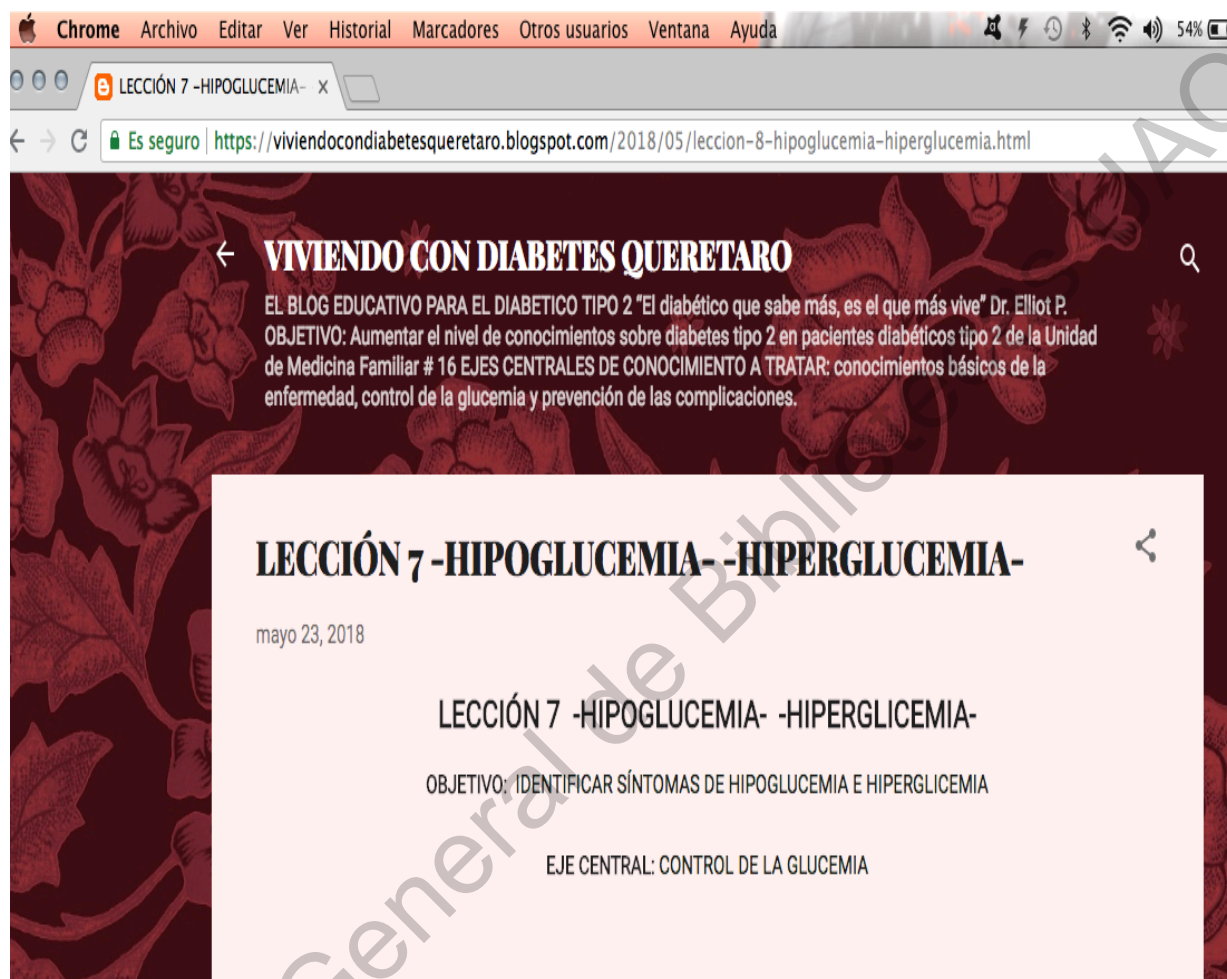 Chrome Archivo Editar Ver Historial Marcadores Otros usuarios Ventana Ayuda 54%
LECCIÓN 7 -HIPOGLUCEMIA-
Es seguro https://viviendocondiabetesqueretaro.blogspot.com/2018/05/leccion-8-hipoglucemia-hiperglucemia.html
VIVIENDO CON DIABETES QUERETARO
EL BLOG EDUCATIVO PARA EL DIABETICO TIPO 2 "El diabético que sabe más, es el que más vive" Dr. Elliot P.
OBJETIVO: Aumentar el nivel de conocimientos sobre diabetes tipo 2 en pacientes diabéticos tipo 2 de la Unidad
de Medicina Familiar # 16 EJES CENTRALES DE CONOCIMIENTO A TRATAR: conocimientos básicos de la
enfermedad, control de la glucemia y prevención de las complicaciones.
LECCIÓN 7 -HIPOGLUCEMIA- -HIPERGLUCEMIA-
mayo 23, 2018
LECCIÓN 7 -HIPOGLUCEMIA- -HIPERGLICEMIA-
OBJETIVO: IDENTIFICAR SÍNTOMAS DE HIPOGLUCEMIA E HIPERGLICEMIA
EJE CENTRAL: CONTROL DE LA GLUCEMIA
General de Bibliotecas UAQ